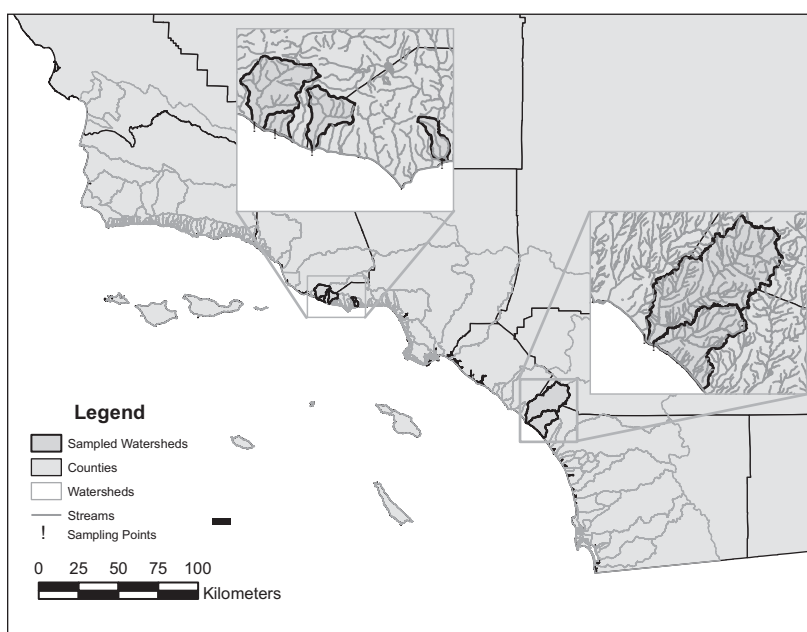 Legend
Sampled Watersheds
Counties
Watersheds
Streams
! Sampling Points
0 25 50 75 100
Kilometers